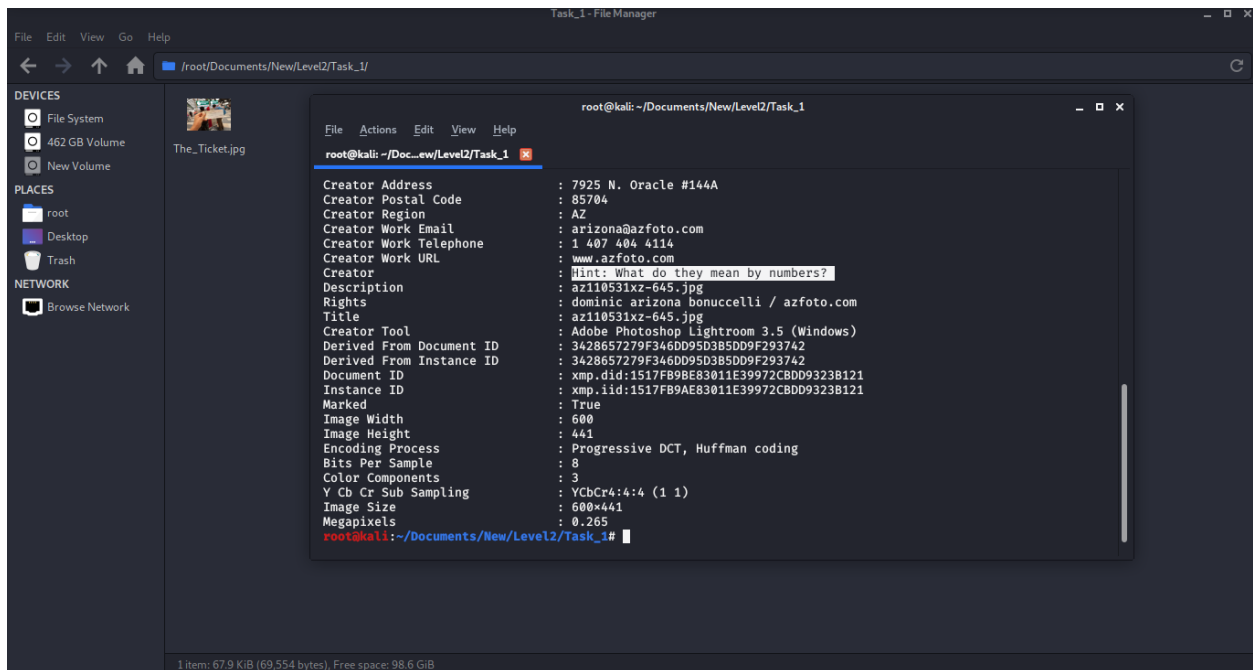 Task_1 - File Manager
File Edit View Go Help
/root/Documents/New/Level2/Task_1/
DEVICES
File System
462 GB Volume
New Volume
PLACES
root
Desktop
Trash
NETWORK
Browse Network
The_Ticket.jpg
root@kali: ~/Documents/New/Level2/Task_1
File Actions Edit View Help
root@kali: ~/Doc...ew/Level2/Task_1
Creator Address : 7925 N. Oracle #144A
Creator Postal Code : 85704
Creator Region : AZ
Creator Work Email : arizona@azfoto.com
Creator Work Telephone : 1 407 404 4114
Creator Work URL : www.azfoto.com
Creator : Hint: What do they mean by numbers?
Description : az110531xz-645.jpg
Rights : dominic arizona bonuccelli / azfoto.com
Title : az110531xz-645.jpg
Creator Tool : Adobe Photoshop Lightroom 3.5 (Windows)
Derived From Document ID : 3428657279F346DD95D3B5DD9F293742
Derived From Instance ID : 3428657279F346DD95D3B5DD9F293742
Document ID : xmp.did:1517FB9BE83011E39972CBDD9323B121
Instance ID : xmp.iid:1517FB9AE83011E39972CBDD9323B121
Marked : True
Image Width : 600
Image Height : 441
Encoding Process : Progressive DCT, Huffman coding
Bits Per Sample : 8
Color Components : 3
Y Cb Cr Sub Sampling : YCbCr4:4:4 (1 1)
Image Size : 600×441
Megapixels : 0.265
root@kali:~/Documents/New/Level2/Task_1#
1 item: 67.9 KiB (69,554 bytes), Free space: 98.6 GiB